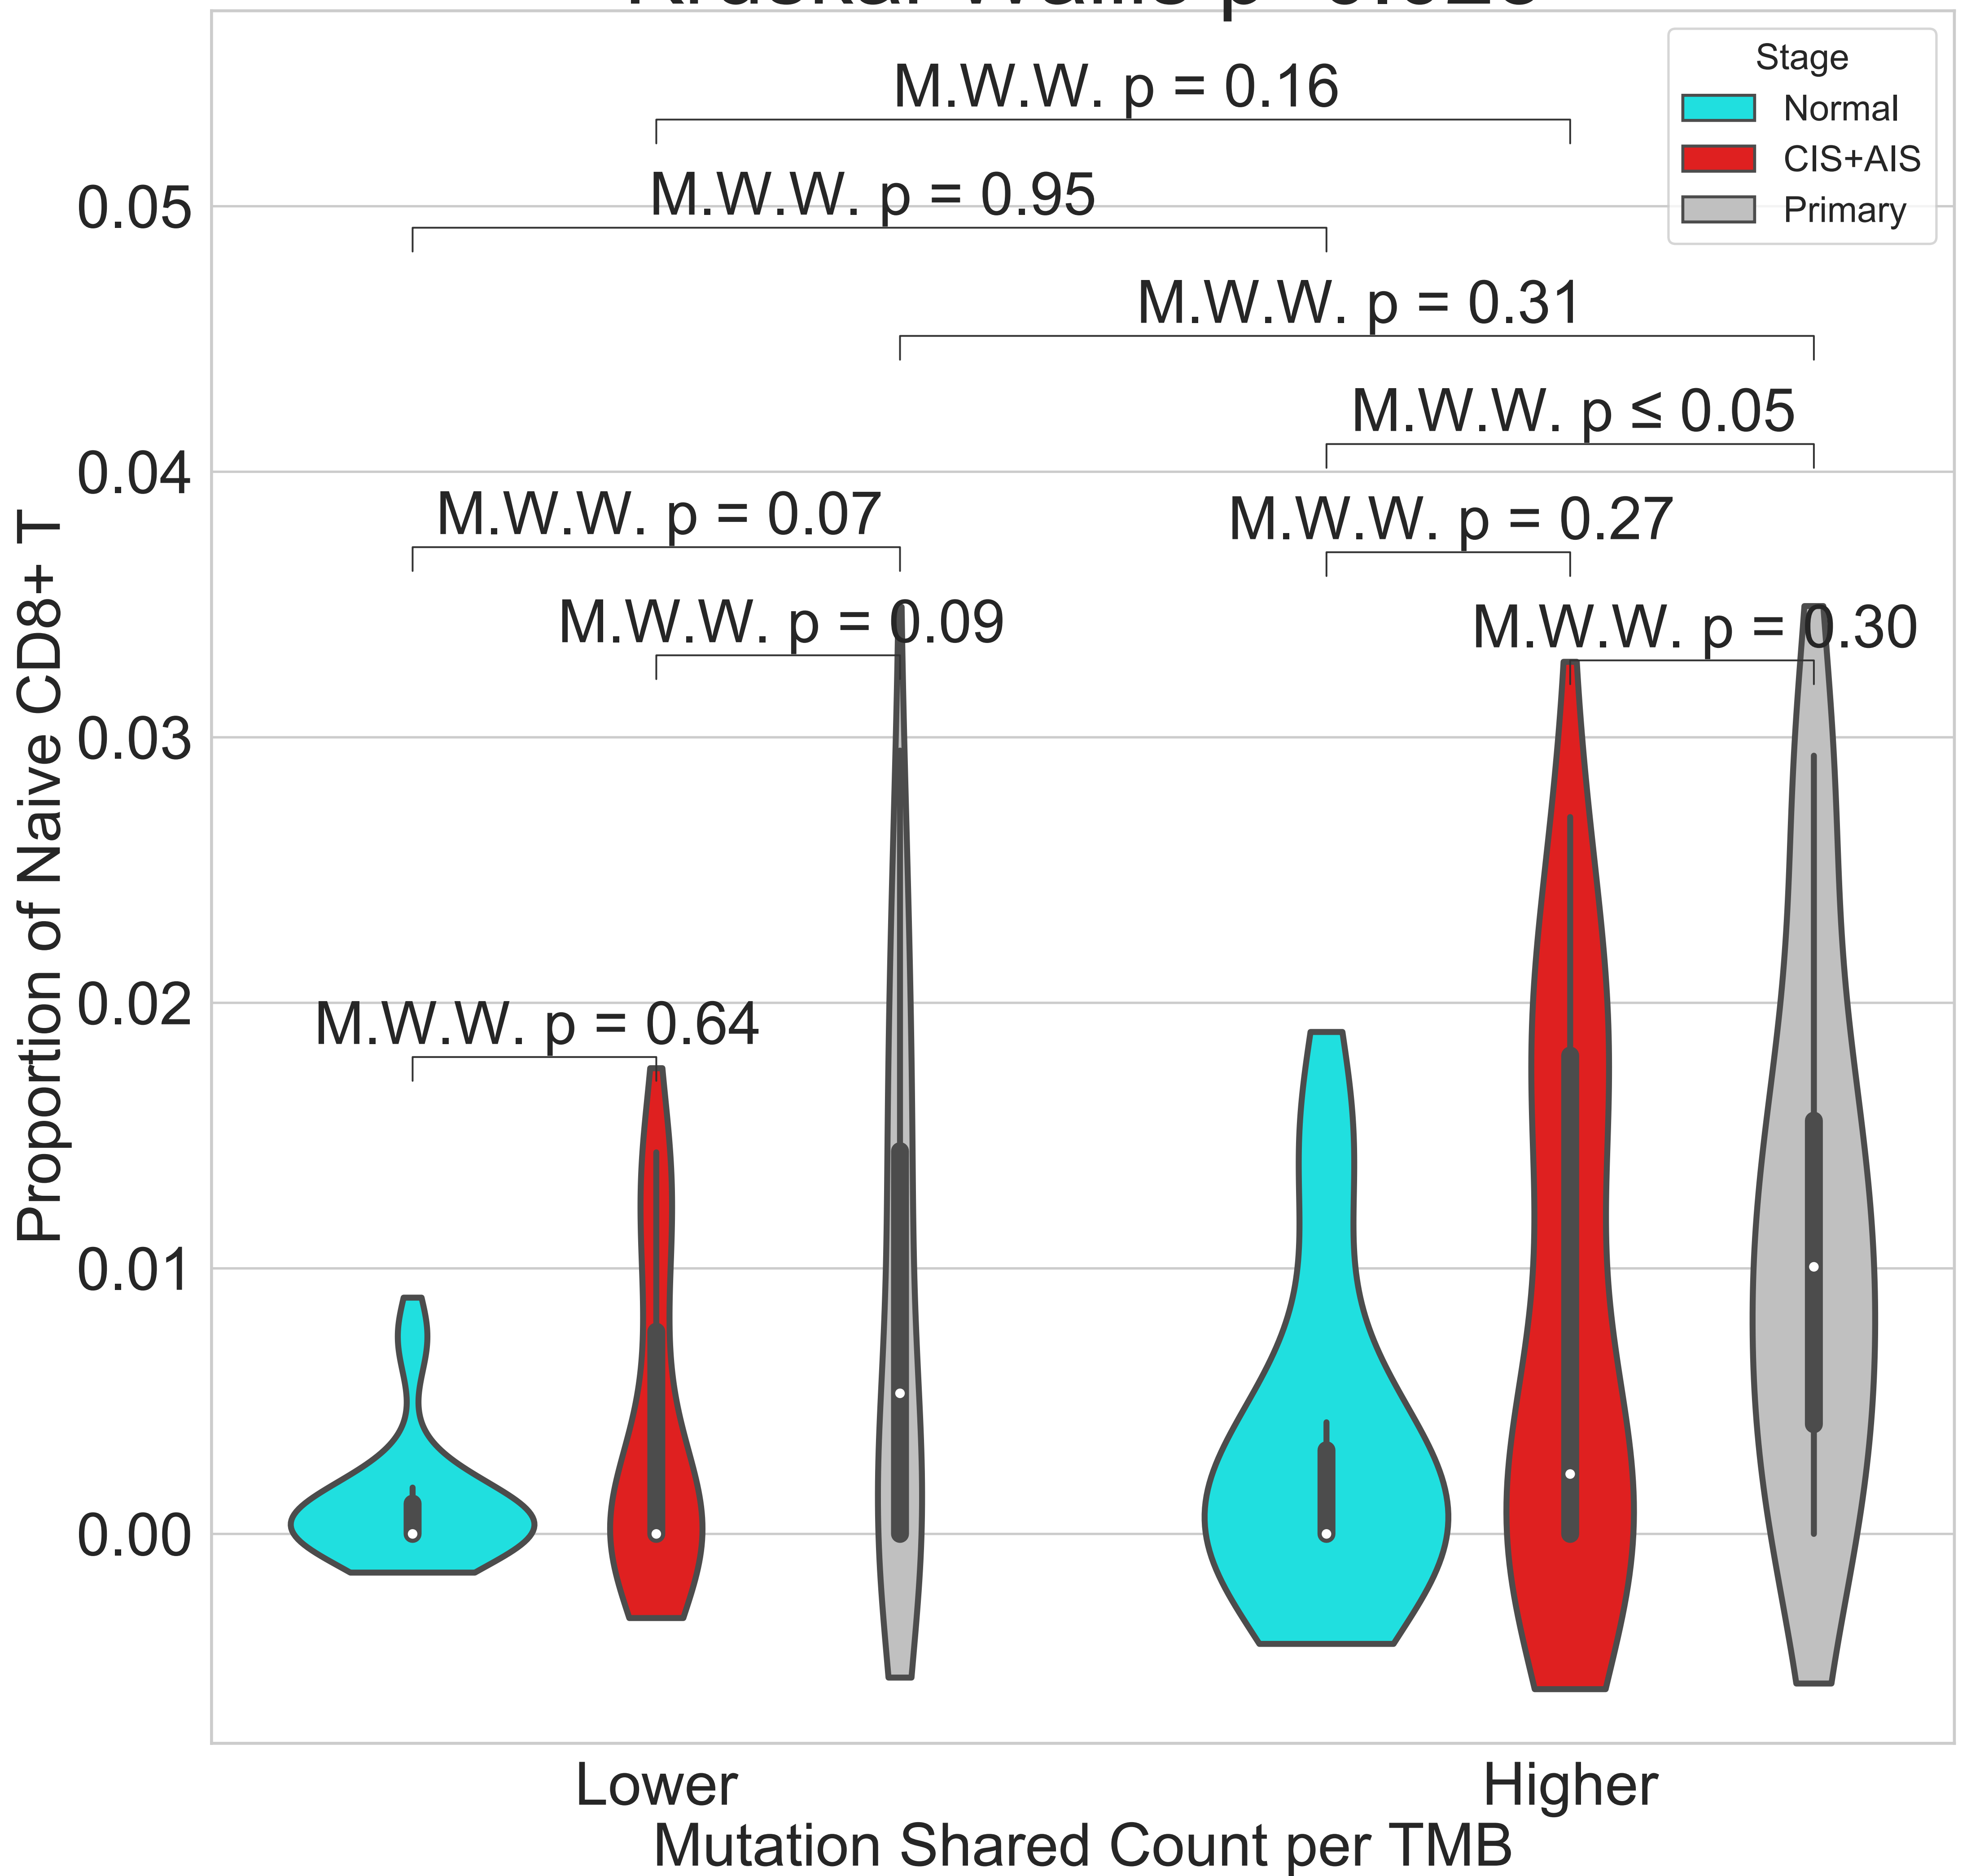 Stage
Normal
CIS+AIS
Primary
M.W.W. p = 0.16
M.W.W. p = 0.95
M.W.W. p = 0.31
M.W.W. p ≤ 0.05
M.W.W. p = 0.07
M.W.W. p = 0.27
M.W.W. p = 0.09
M.W.W. p = 0.30
M.W.W. p = 0.64
Proportion of Naive CD8+ T
0.05
0.04
0.03
0.02
0.01
0.00
Lower
Higher
Mutation Shared Count per TMB